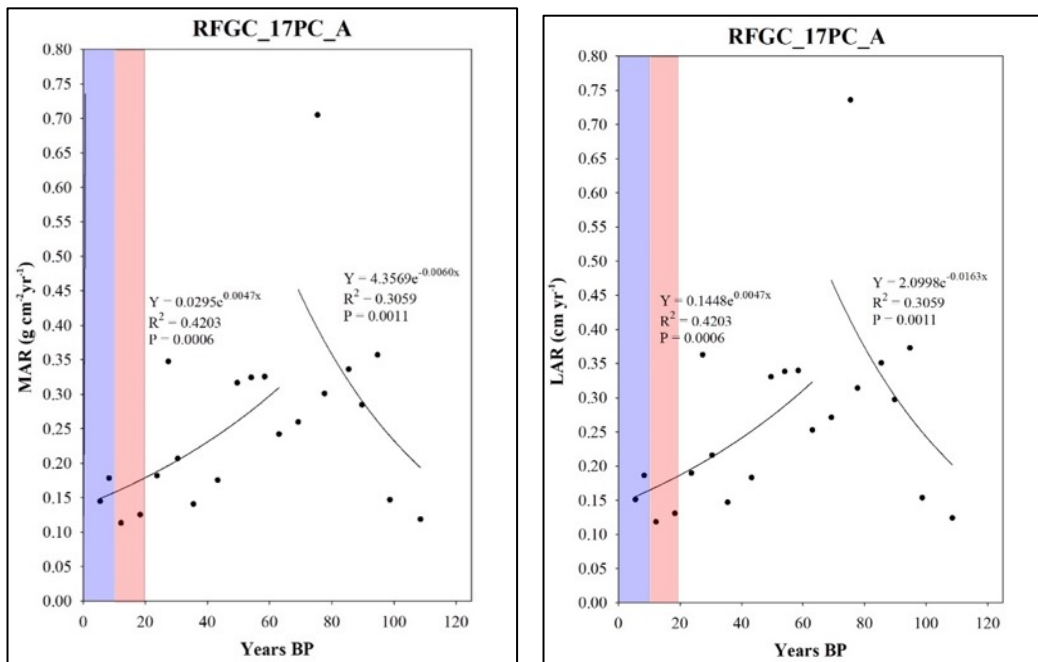 RFGC_17PC_A
0.80
0.75
0.70
0.65
0.60
0.55
0.50
0.45
0.40
0.35
0.30
0.25
0.20
0.15
0.10
0.05
0.00
MAR (g cm⁻²yr⁻¹)
Y = 0.0295e^0.0047x
R² = 0.4203
P = 0.0006
Y = 4.3569e^-0.0060x
R² = 0.3059
P = 0.0011
0 20 40 60 80 100 120
Years BP
RFGC_17PC_A
0.80
0.75
0.70
0.65
0.60
0.55
0.50
0.45
0.40
0.35
0.30
0.25
0.20
0.15
0.10
0.05
0.00
LAR (cm yr⁻¹)
Y = 0.1448e^0.0047x
R² = 0.4203
P = 0.0006
Y = 2.0998e^-0.0163x
R² = 0.3059
P = 0.0011
0 20 40 60 80 100 120
Years BP